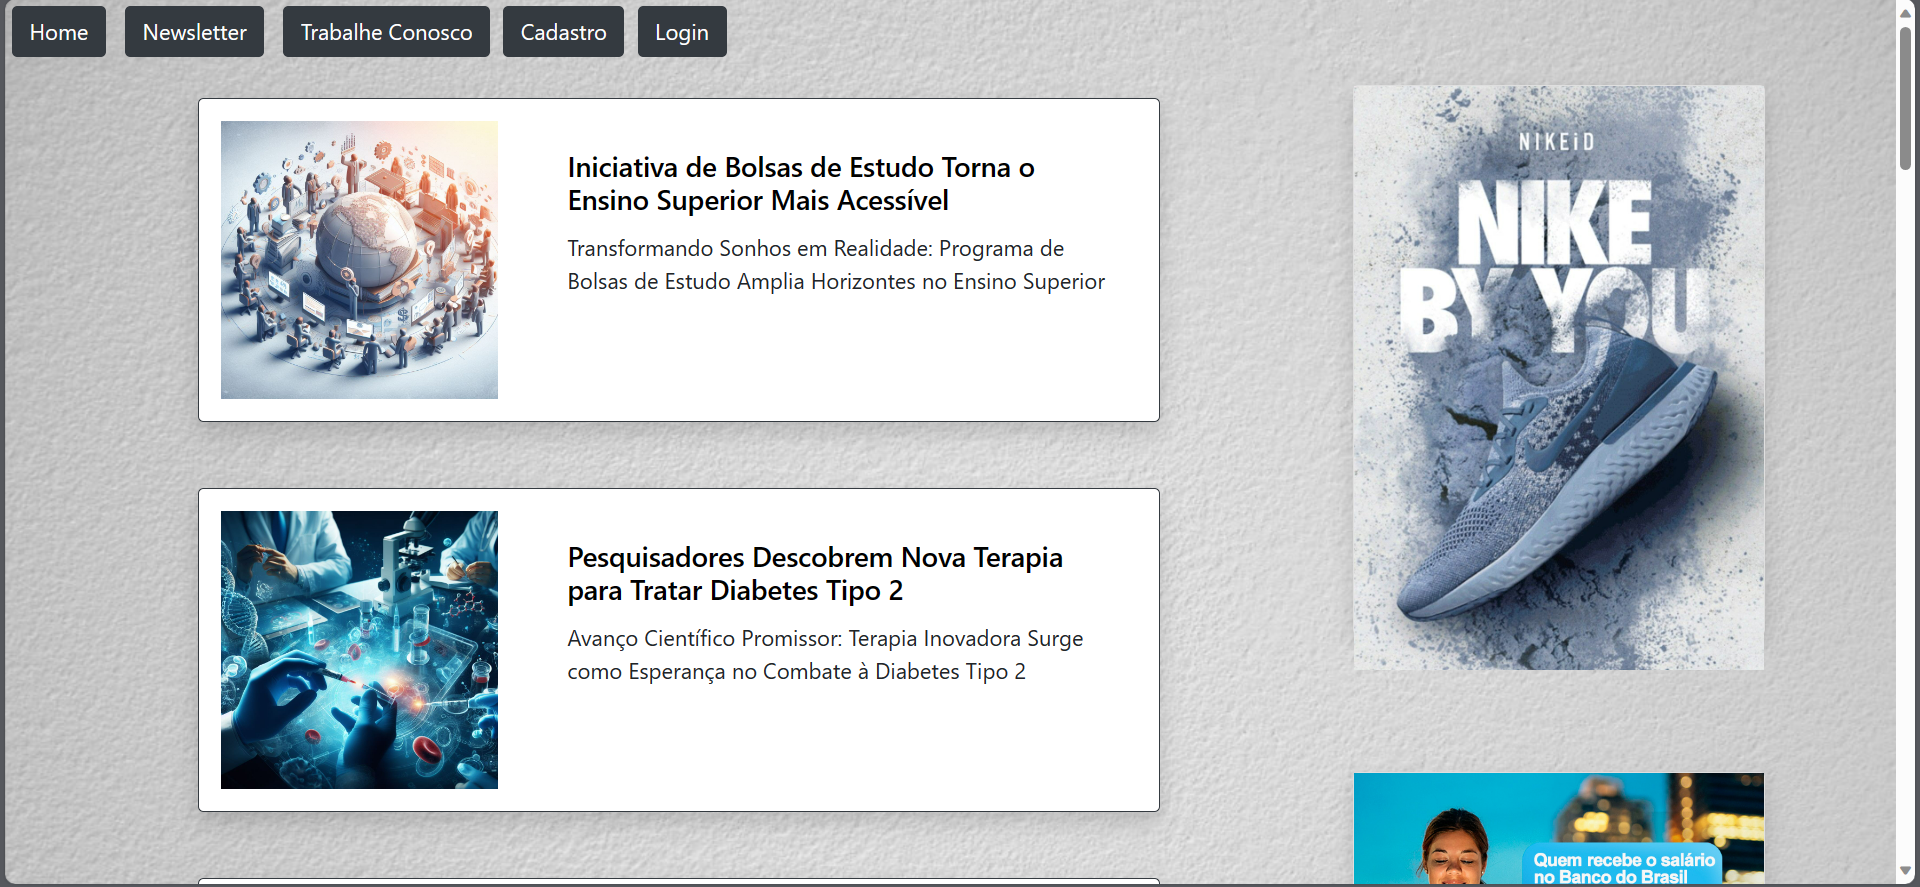 Home
Newsletter
Trabalhe Conosco
Cadastro
Login
Iniciativa de Bolsas de Estudo Torna o
Ensino Superior Mais Acessível
Transformando Sonhos em Realidade: Programa de
Bolsas de Estudo Amplia Horizontes no Ensino Superior
Pesquisadores Descobrem Nova Terapia
para Tratar Diabetes Tipo 2
Avanço Científico Promissor: Terapia Inovadora Surge
como Esperança no Combate à Diabetes Tipo 2
NIKEiD
NIKE
BY YOU
Quem recebe o salário
no Banco do Brasil